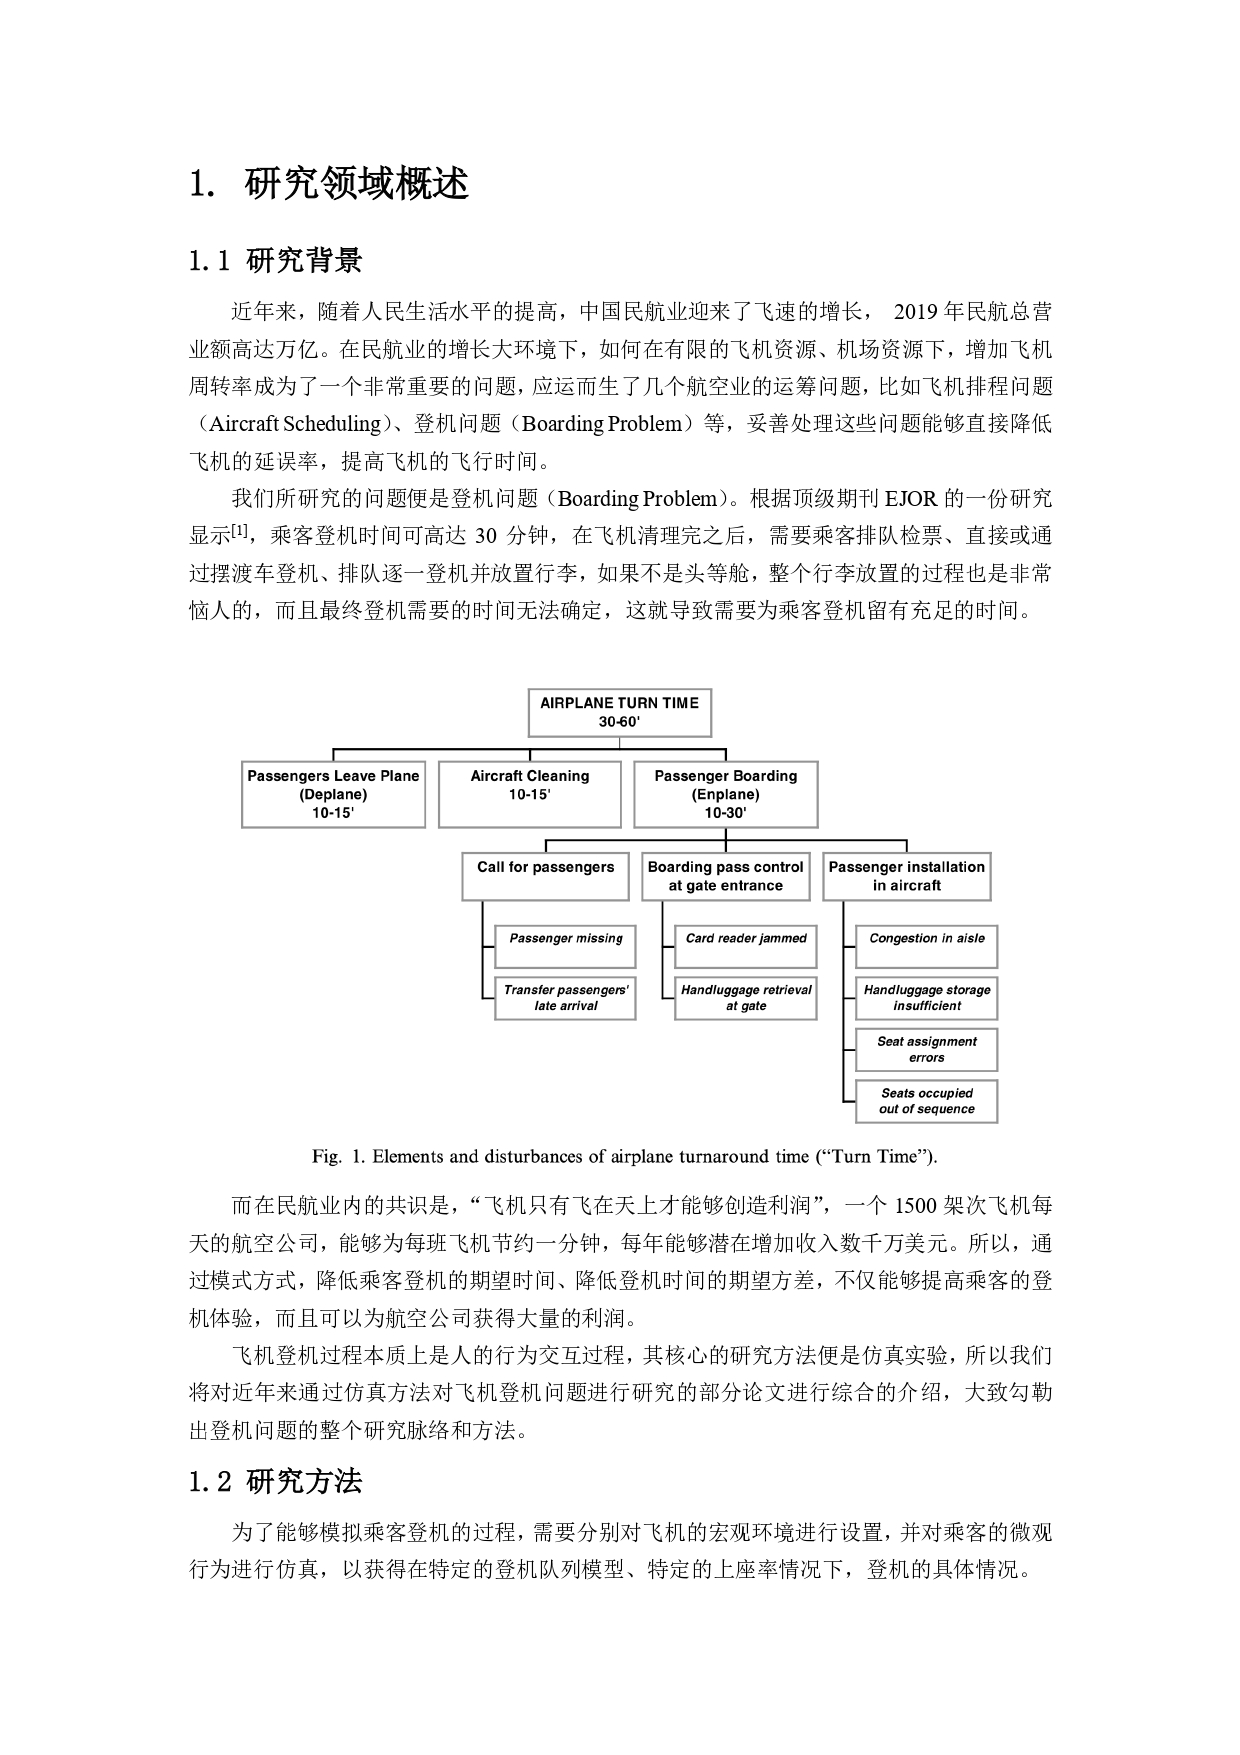 1. 研究领域概述
1.1 研究背景
近年来，随着人民生活水平的提高，中国民航业迎来了飞速的增长， 2019 年民航总营
业额高达万亿。在民航业的增长大环境下，如何在有限的飞机资源、机场资源下，增加飞机
周转率成为了一个非常重要的问题，应运而生了几个航空业的运筹问题，比如飞机排程问题
（Aircraft Scheduling）、登机问题（Boarding Problem）等，妥善处理这些问题能够直接降低
飞机的延误率，提高飞机的飞行时间。
我们所研究的问题便是登机问题（Boarding Problem）。根据顶级期刊 EJOR 的一份研究
显示[1]，乘客登机时间可高达 30 分钟，在飞机清理完之后，需要乘客排队检票、直接或通
过摆渡车登机、排队逐一登机并放置行李，如果不是头等舱，整个行李放置的过程也是非常
恼人的，而且最终登机需要的时间无法确定，这就导致需要为乘客登机留有充足的时间。
AIRPLANE TURN TIME
30-60'
Passengers Leave Plane
(Deplane)
10-15'
Aircraft Cleaning
10-15'
Passenger Boarding
(Enplane)
10-30'
Call for passengers
Boarding pass control
at gate entrance
Passenger installation
in aircraft
Passenger missing
Transfer passengers'
late arrival
Card reader jammed
Handluggage retrieval
at gate
Congestion in aisle
Handluggage storage
insufficient
Seat assignment
errors
Seats occupied
out of sequence
Fig. 1. Elements and disturbances of airplane turnaround time (“Turn Time”).
而在民航业内的共识是，“飞机只有飞在天上才能够创造利润”，一个 1500 架次飞机每
天的航空公司，能够为每班飞机节约一分钟，每年能够潜在增加收入数千万美元。所以，通
过模式方式，降低乘客登机的期望时间、降低登机时间的期望方差，不仅能够提高乘客的登
机体验，而且可以为航空公司获得大量的利润。
飞机登机过程本质上是人的行为交互过程，其核心的研究方法便是仿真实验，所以我们
将对近年来通过仿真方法对飞机登机问题进行研究的部分论文进行综合的介绍，大致勾勒
出登机问题的整个研究脉络和方法。
1.2 研究方法
为了能够模拟乘客登机的过程，需要分别对飞机的宏观环境进行设置，并对乘客的微观
行为进行仿真，以获得在特定的登机队列模型、特定的上座率情况下，登机的具体情况。